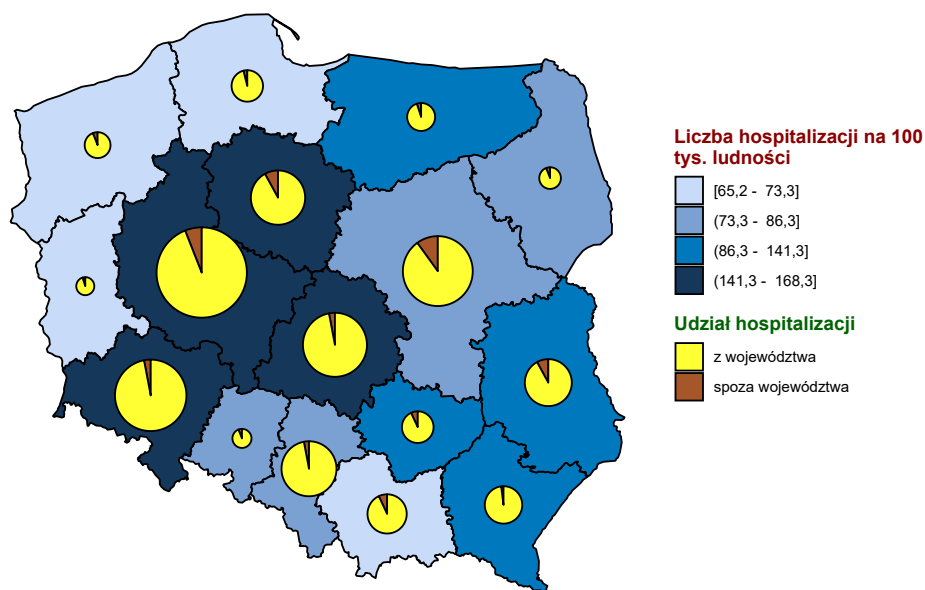 Liczba hospitalizacji na 100
tys. ludności
[65,2 - 73,3]
(73,3 - 86,3]
(86,3 - 141,3]
(141,3 - 168,3]
Udział hospitalizacji
z województwa
spoza województwa